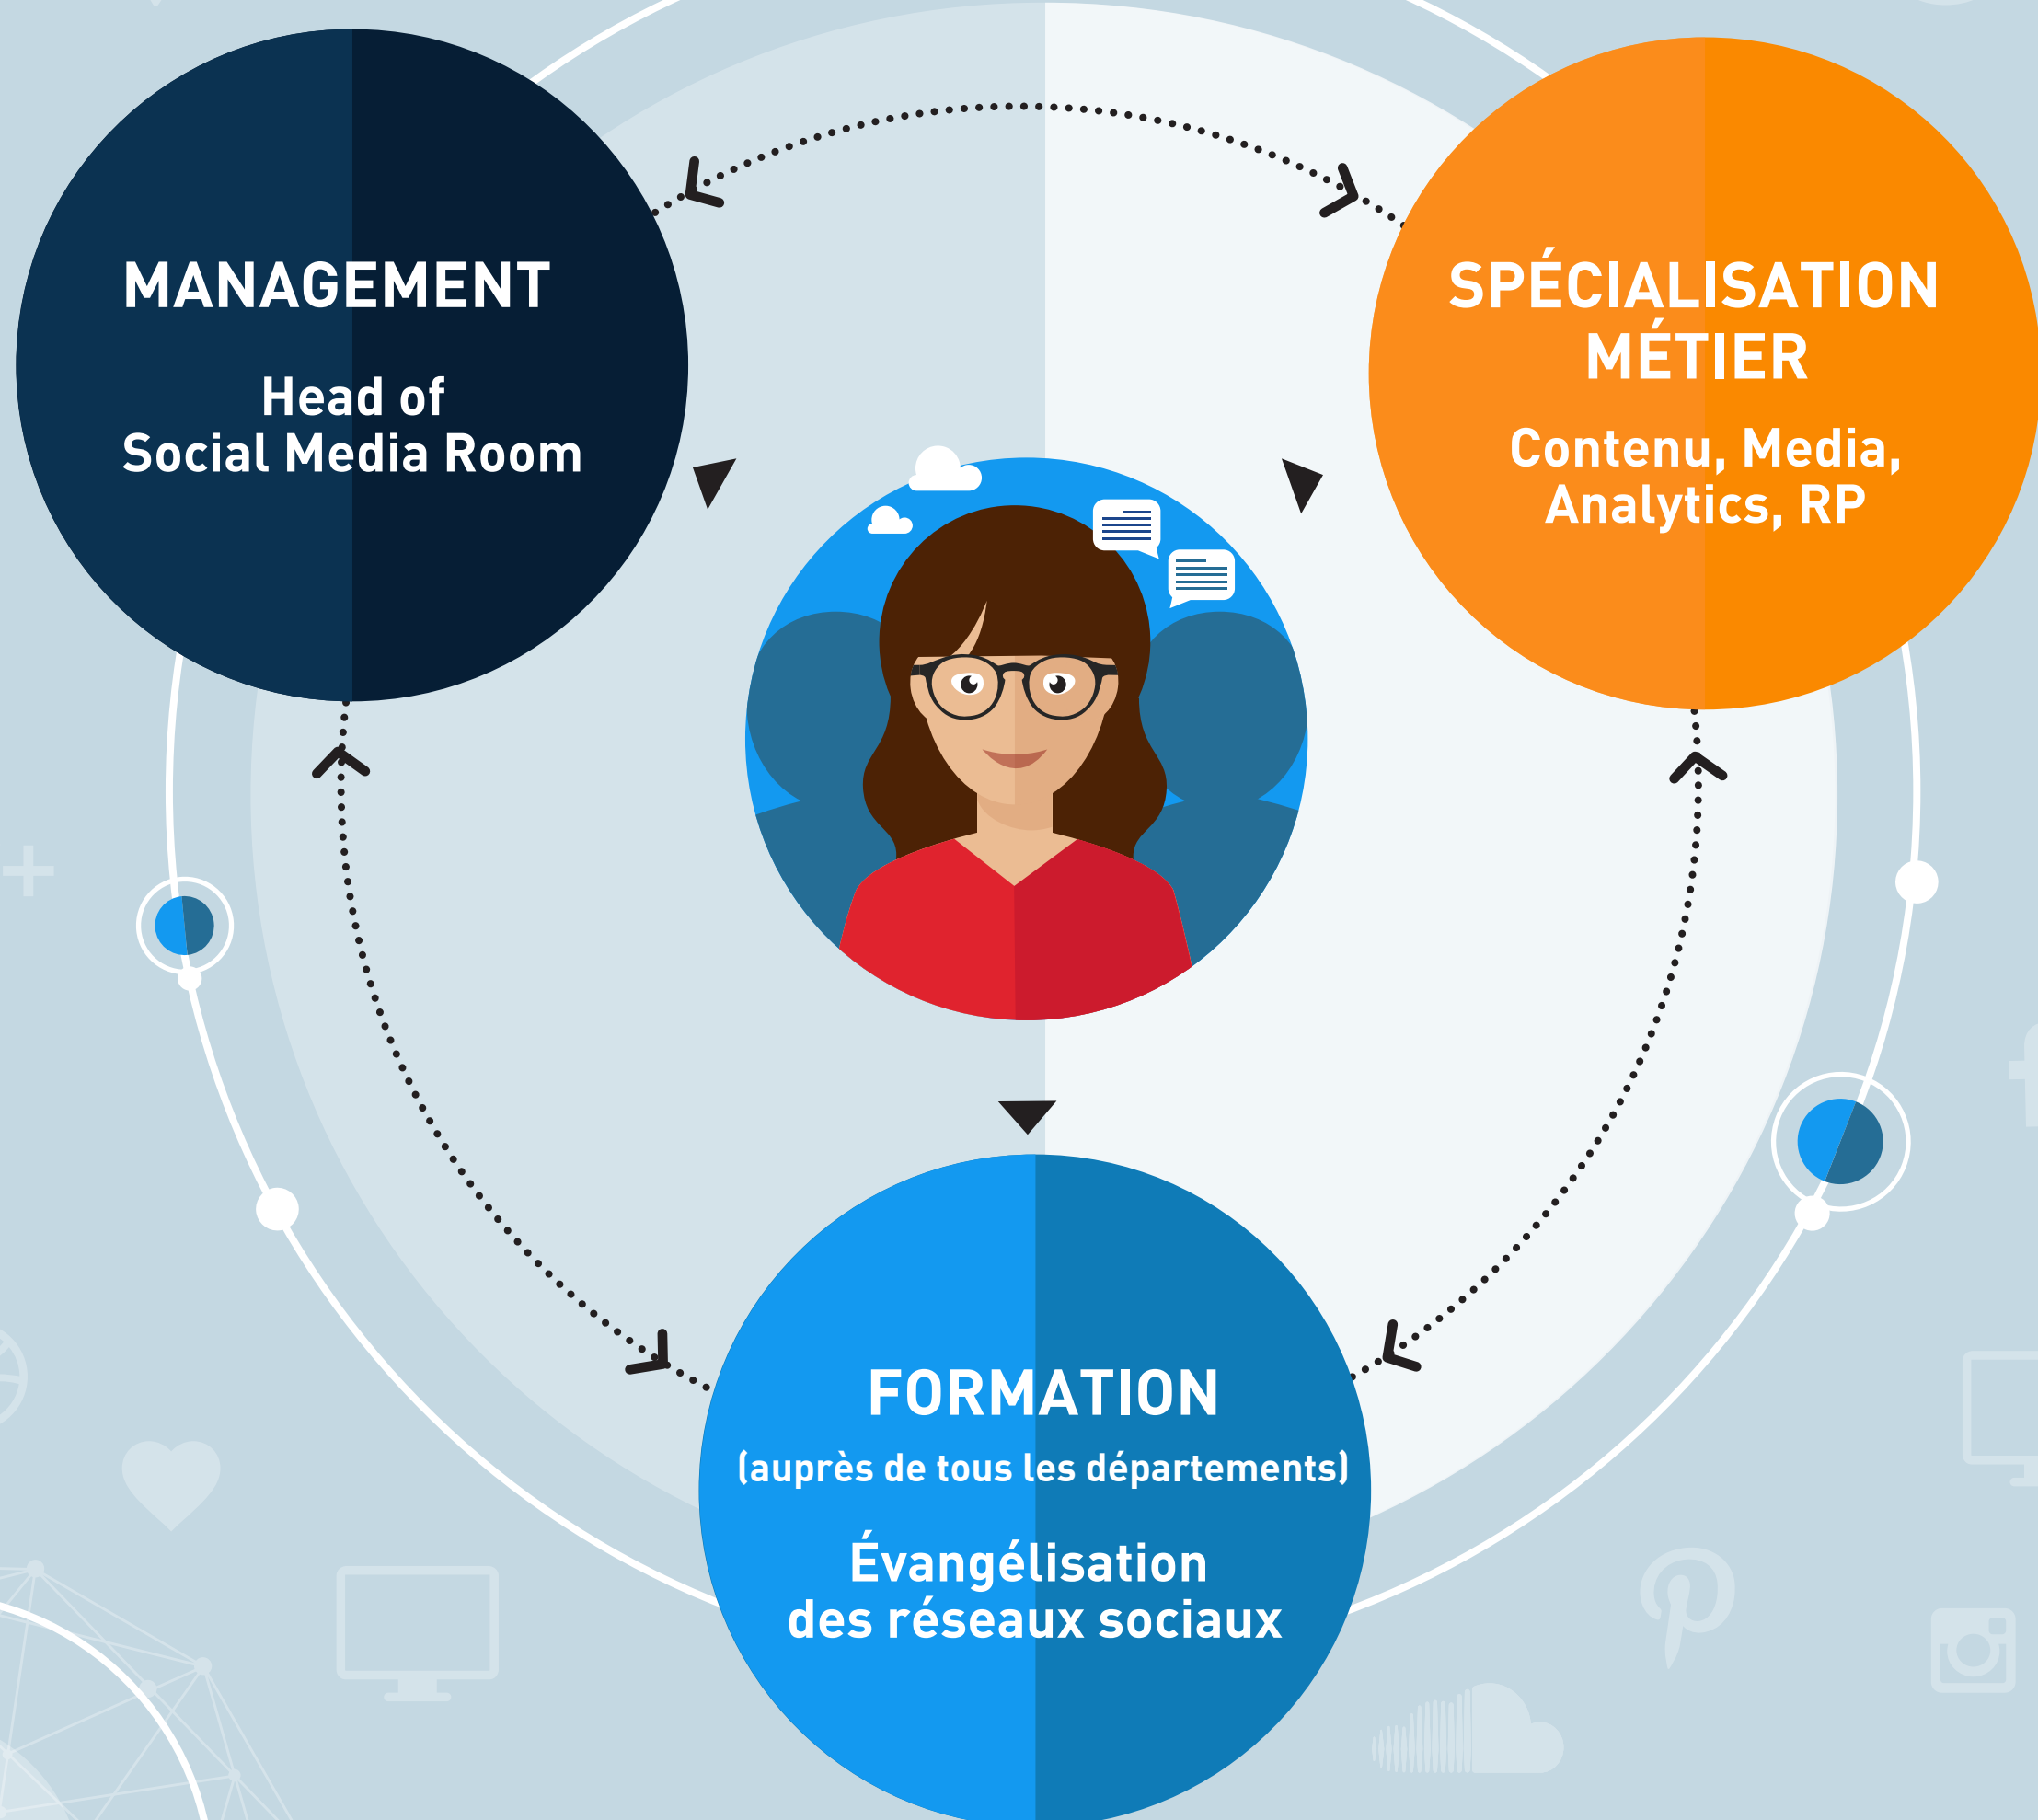 MANAGEMENT
Head of
Social Media Room
SPÉCIALISATION
MÉTIER
Contenu, Media,
Analytics, RP
FORMATION
(auprès de tous les départements)
Évangélisation
des réseaux sociaux